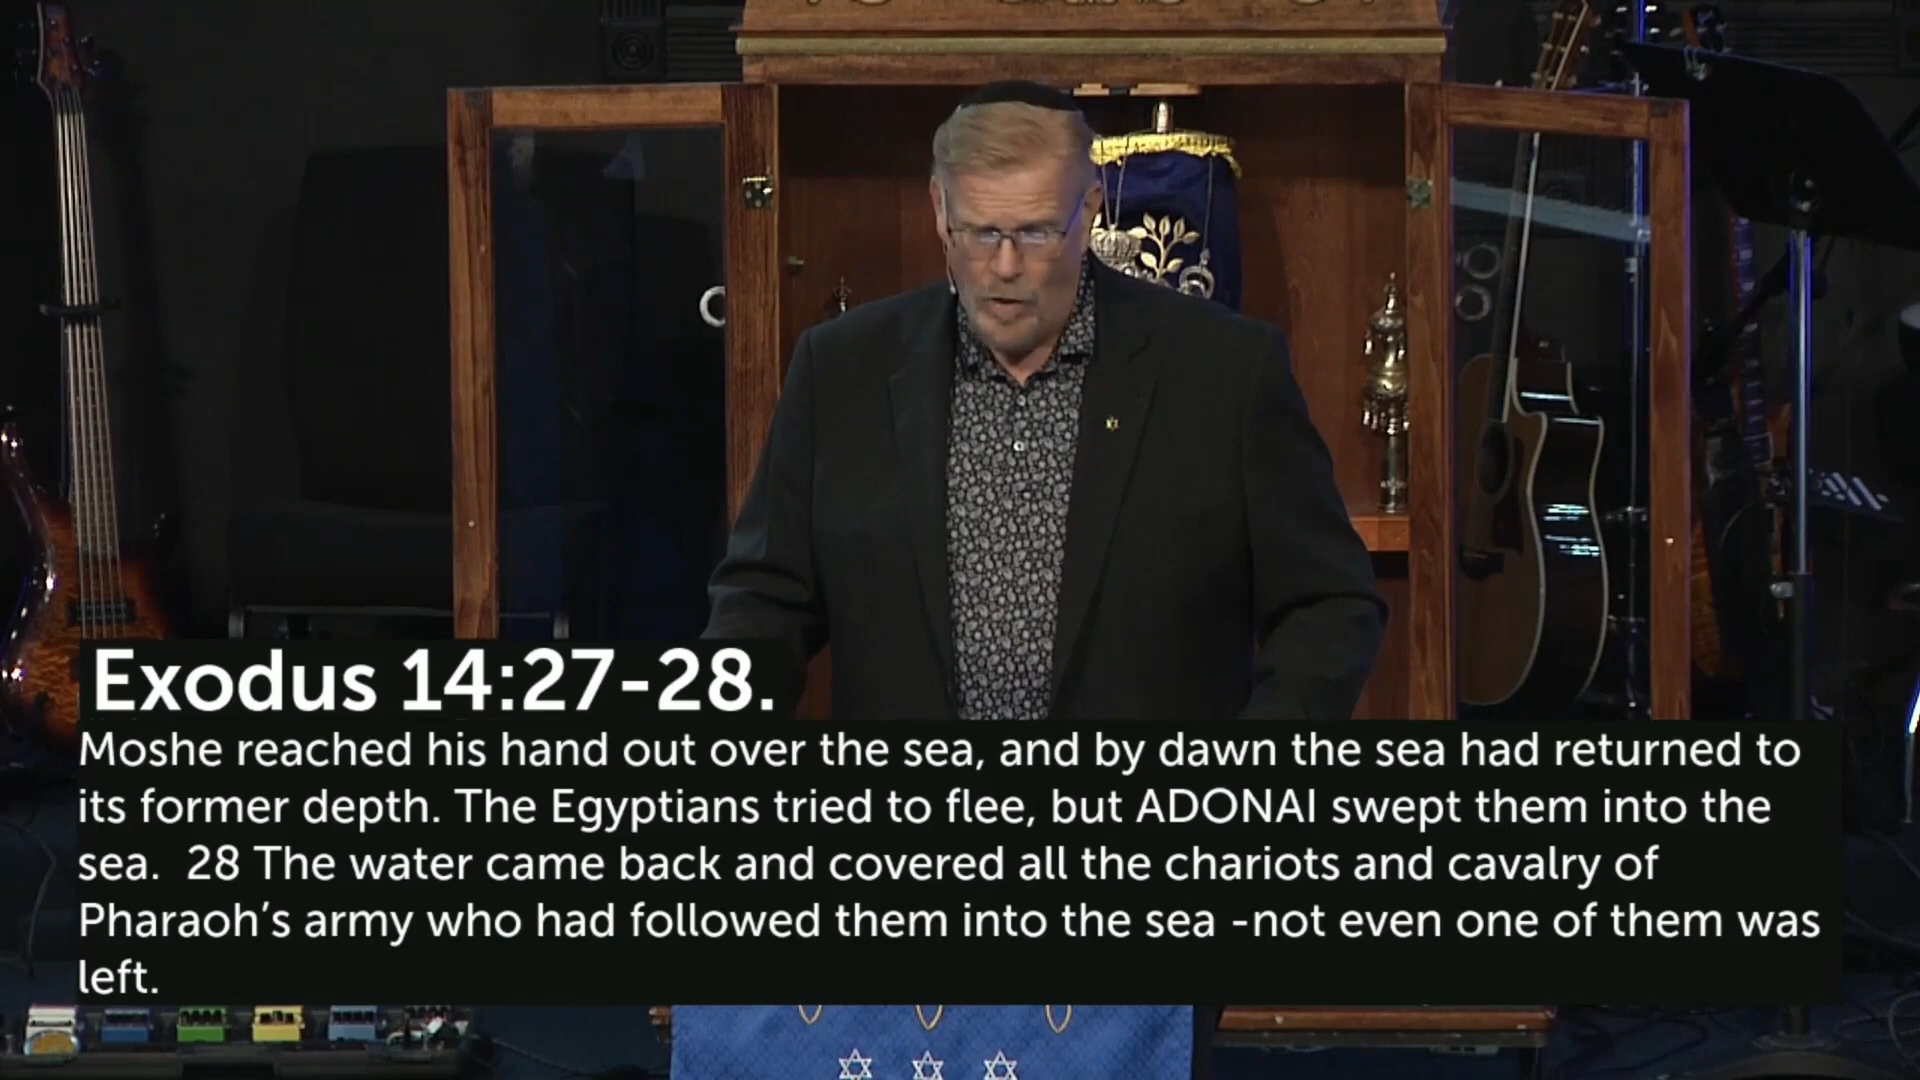 Exodus 14:27-28.
Moshe reached his hand out over the sea, and by dawn the sea had returned to
its former depth. The Egyptians tried to flee, but ADONAI swept them into the
sea.  28 The water came back and covered all the chariots and cavalry of
Pharaoh’s army who had followed them into the sea -not even one of them was
left.